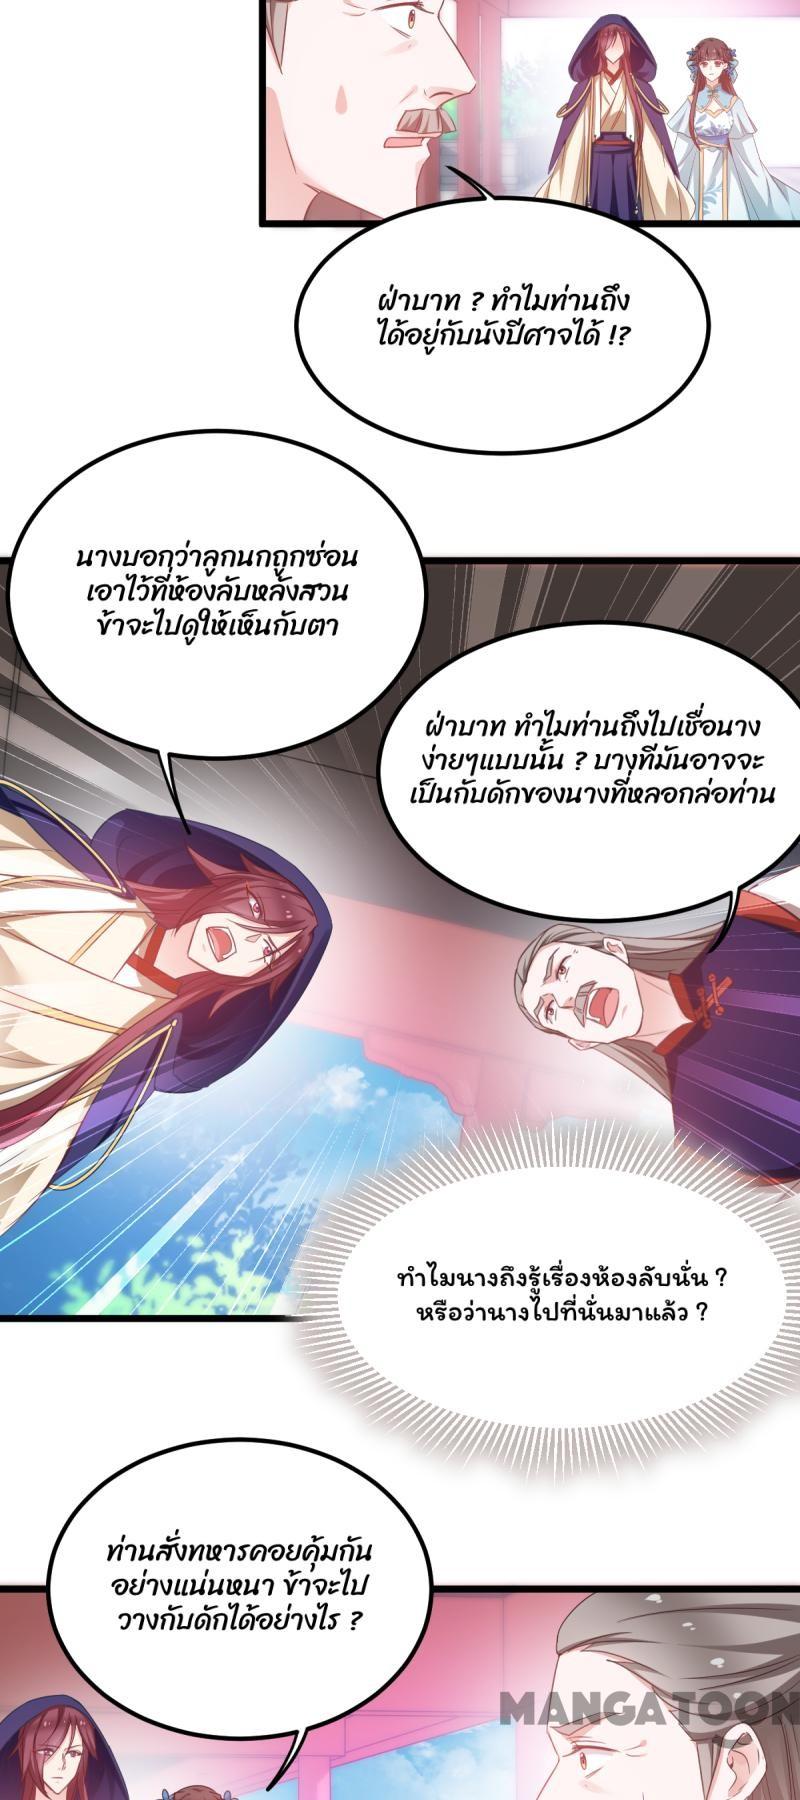 ฝ่าบาท ? ทำไมท่านถึง
ได้อยู่กับนังปีศาจได้ !?
นางบอกว่าลูกนกถูกซ่อน
เอาไว้ที่ห้องลับหลังสวน
ข้าจะไปดูให้เห็นกับตา
ฝ่าบาท ทำไมท่านถึงไปเชื่อนาง
ง่ายๆแบบนั้น ? บางทีมันอาจจะ
เป็นกับดักของนางที่หลอกล่อท่าน
ทำไมนางถึงรู้เรื่องห้องลับนั่น ?
หรือว่านางไปที่นั่นมาแล้ว ?
ท่านสั่งทหารคอยคุ้มกัน
อย่างแน่นหนา ข้าจะไป
วางกับดักได้อย่างไร ?
MANGATOON